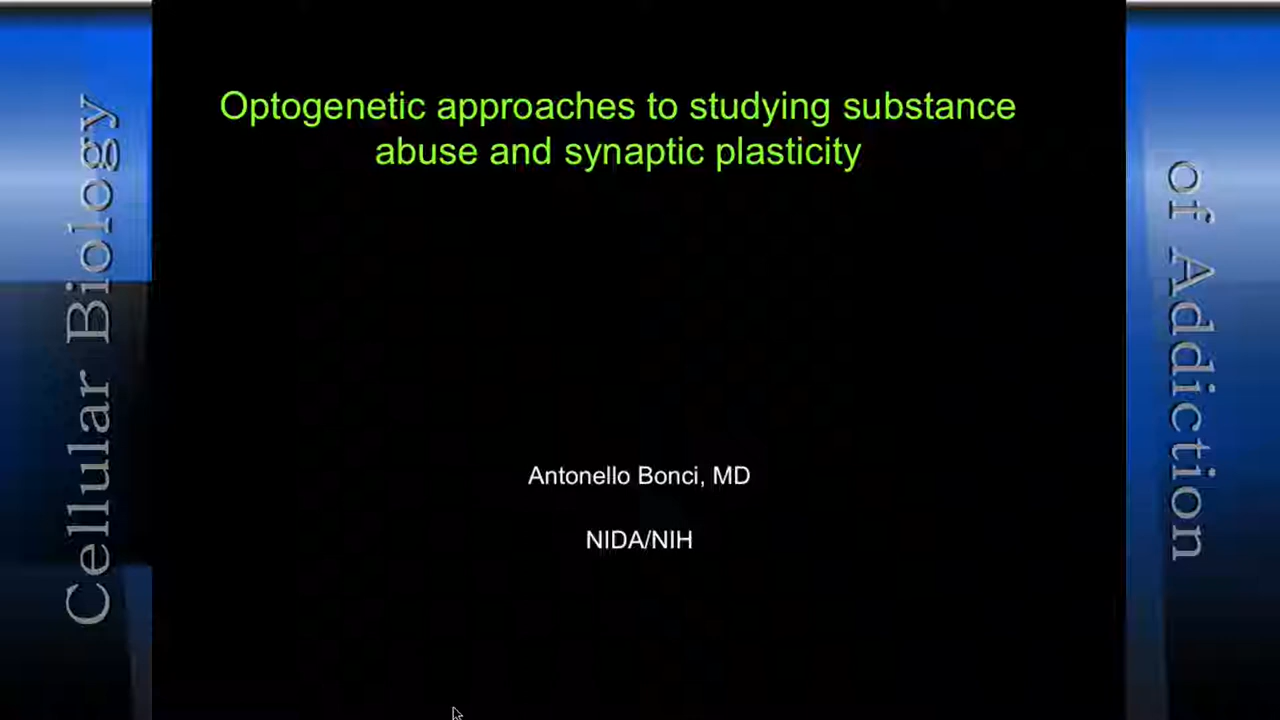 Cellular Biology
Optogenetic approaches to studying substance
abuse and synaptic plasticity
Antonello Bonci, MD
NIDA/NIH
of Addiction